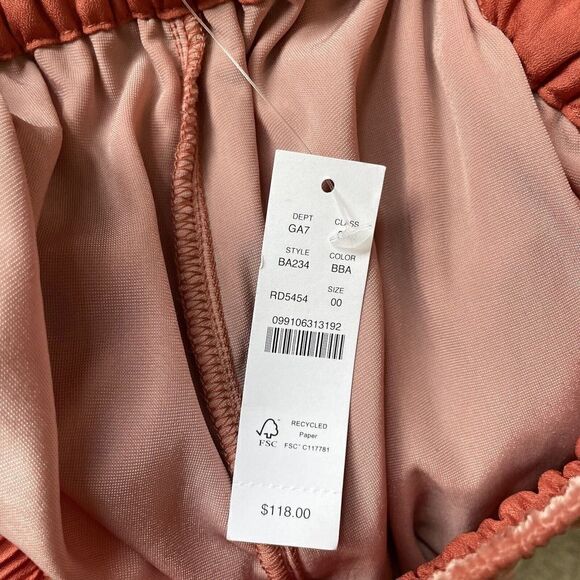 DEPT CLASS
GA7
STYLE COLOR
BA234 BBA
RD5454 SIZE
00
099106313192
FSC
RECYCLED
Paper
FSC® C117781
$118.00